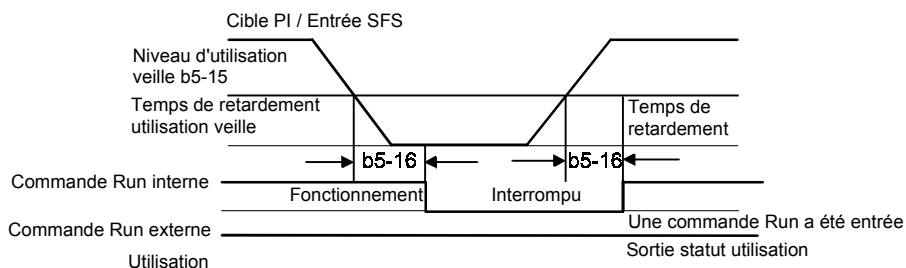 Cible PI / Entrée SFS
Niveau d'utilisation
veille b5-15
Temps de retardement
utilisation veille
Temps de
retardement
b5-16
b5-16
Commande Run interne
Fonctionnement
Interrompu
Une commande Run a été entrée
Commande Run externe
Sortie statut utilisation
Utilisation